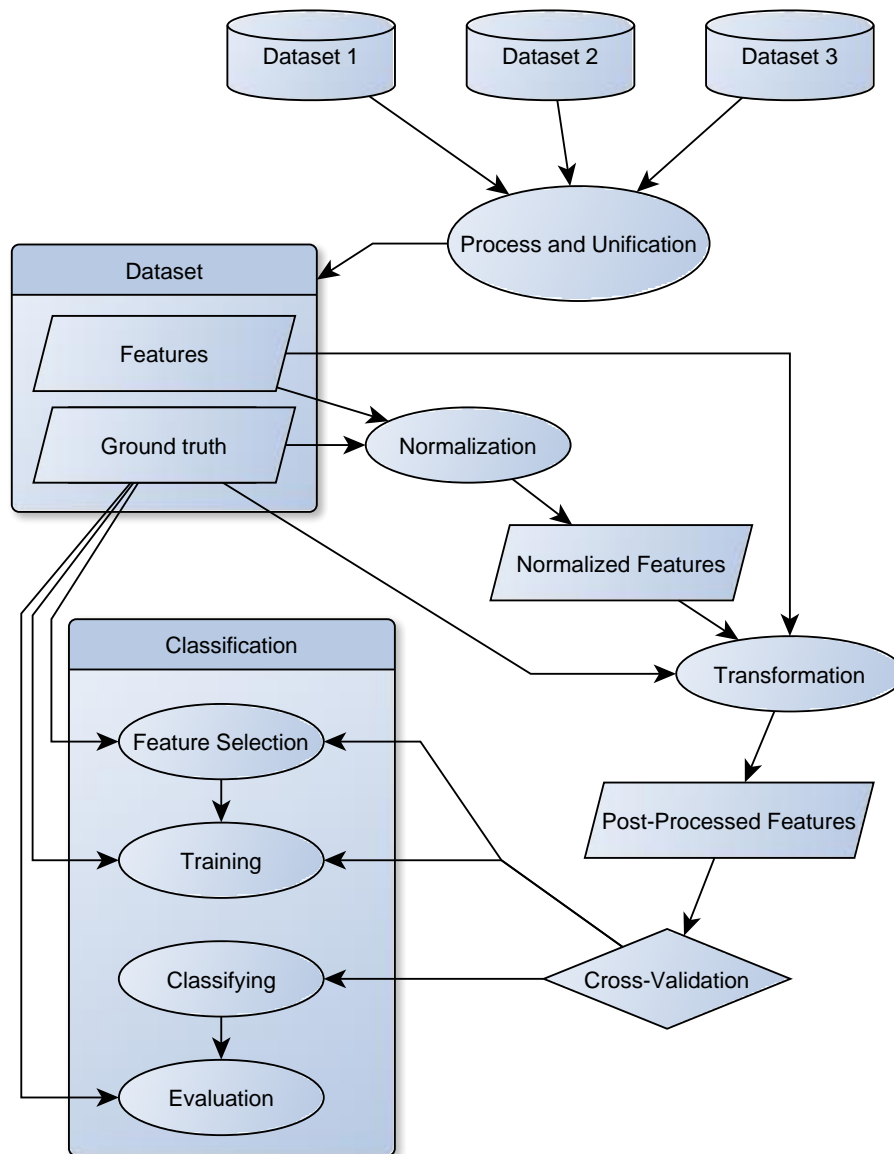 Dataset 1
Dataset 2
Dataset 3
Process and Unification
Dataset
Features
Ground truth
Normalization
Normalized Features
Classification
Transformation
Feature Selection
Post-Processed Features
Training
Classifying
Cross-Validation
Evaluation